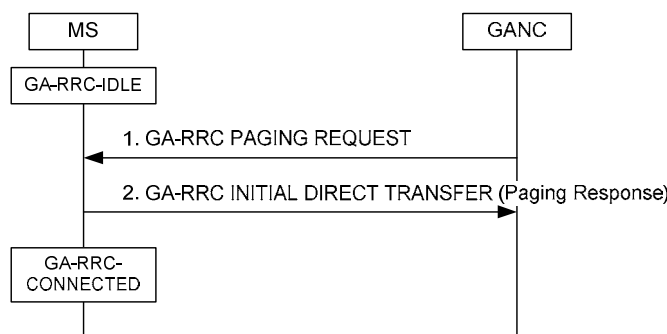 MS
GANC
GA-RRC-IDLE
1. GA-RRC PAGING REQUEST
2. GA-RRC INITIAL DIRECT TRANSFER (Paging Response)
GA-RRC-
CONNECTED